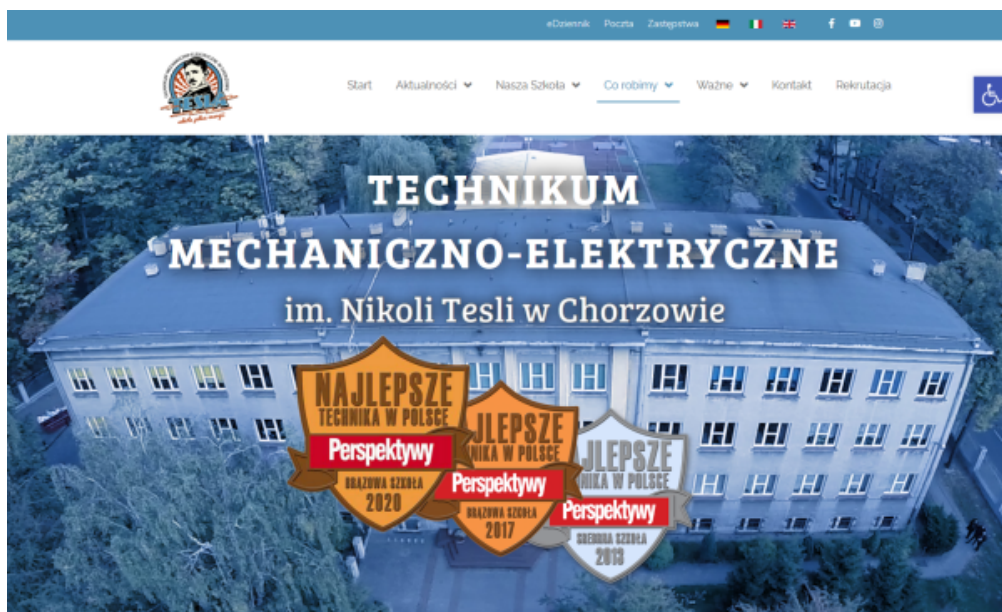 eDziennik Poczta Zastępstwa
TESLA
Start Aktualności Nasza Szkoła Co robimy Ważne Kontakt Rekrutacja
TECHNIKUM
MECHANICZNO-ELEKTRYCZNE
im. Nikoli Tesli w Chorzowie
NAJLEPSZE
TECHNIKA W POLSCE
Perspektywy
BRĄZOWA SZKOŁA
2020
JLEPSZE
NIKA W POLSCE
Perspektywy
BRĄZOWA SZKOŁA
2017
JLEPSZE
NIKA W POLSCE
Perspektywy
SREBRNA SZKOŁA
2013